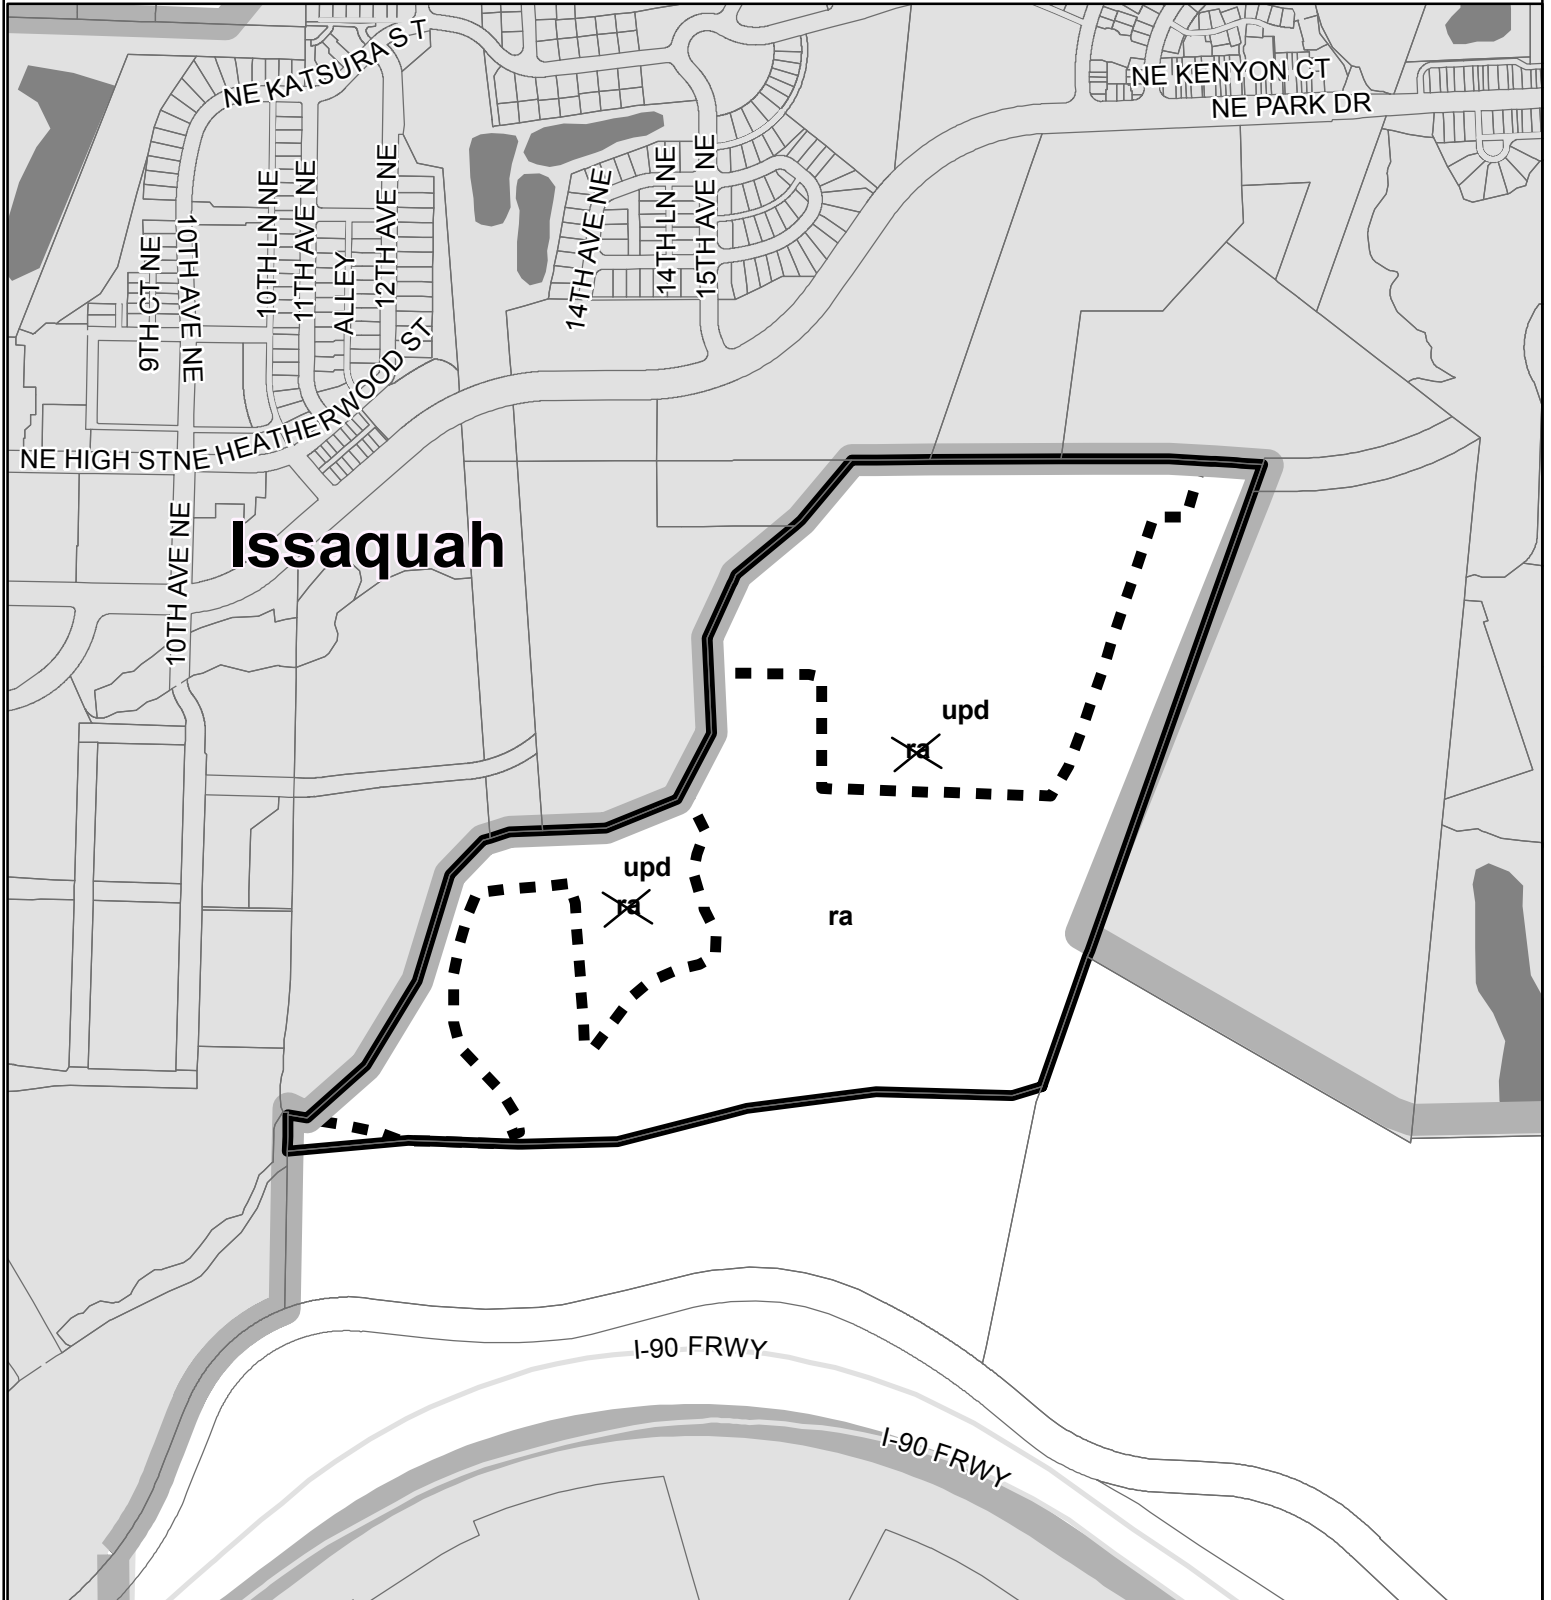 NE KATSURA ST
NE KENYON CT
NE PARK DR
10TH LN NE
11TH AVE NE
12TH AVE NE
14TH AVE NE
14TH LN NE
15TH AVE NE
9TH CT NE
10TH AVE NE
ALLEY
NE HIGH ST
NE HEATHERWOOD ST
Issaquah
10TH AVE NE
upd
ra
upd
ra
ra
I-90 FRWY
I-90 FRWY